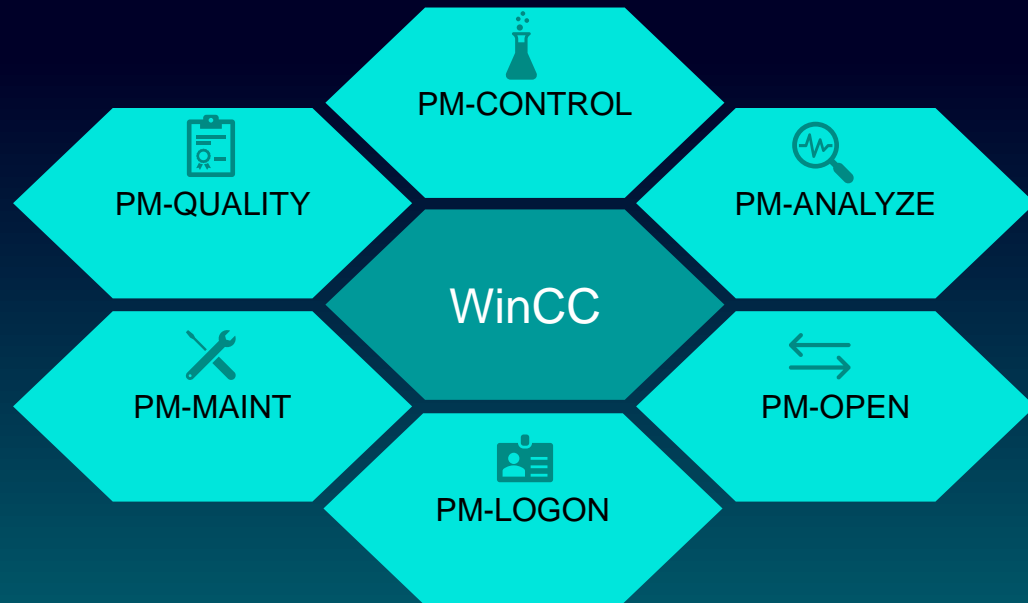 PM-CONTROL
PM-QUALITY
PM-ANALYZE
WinCC
PM-MAINT
PM-OPEN
PM-LOGON